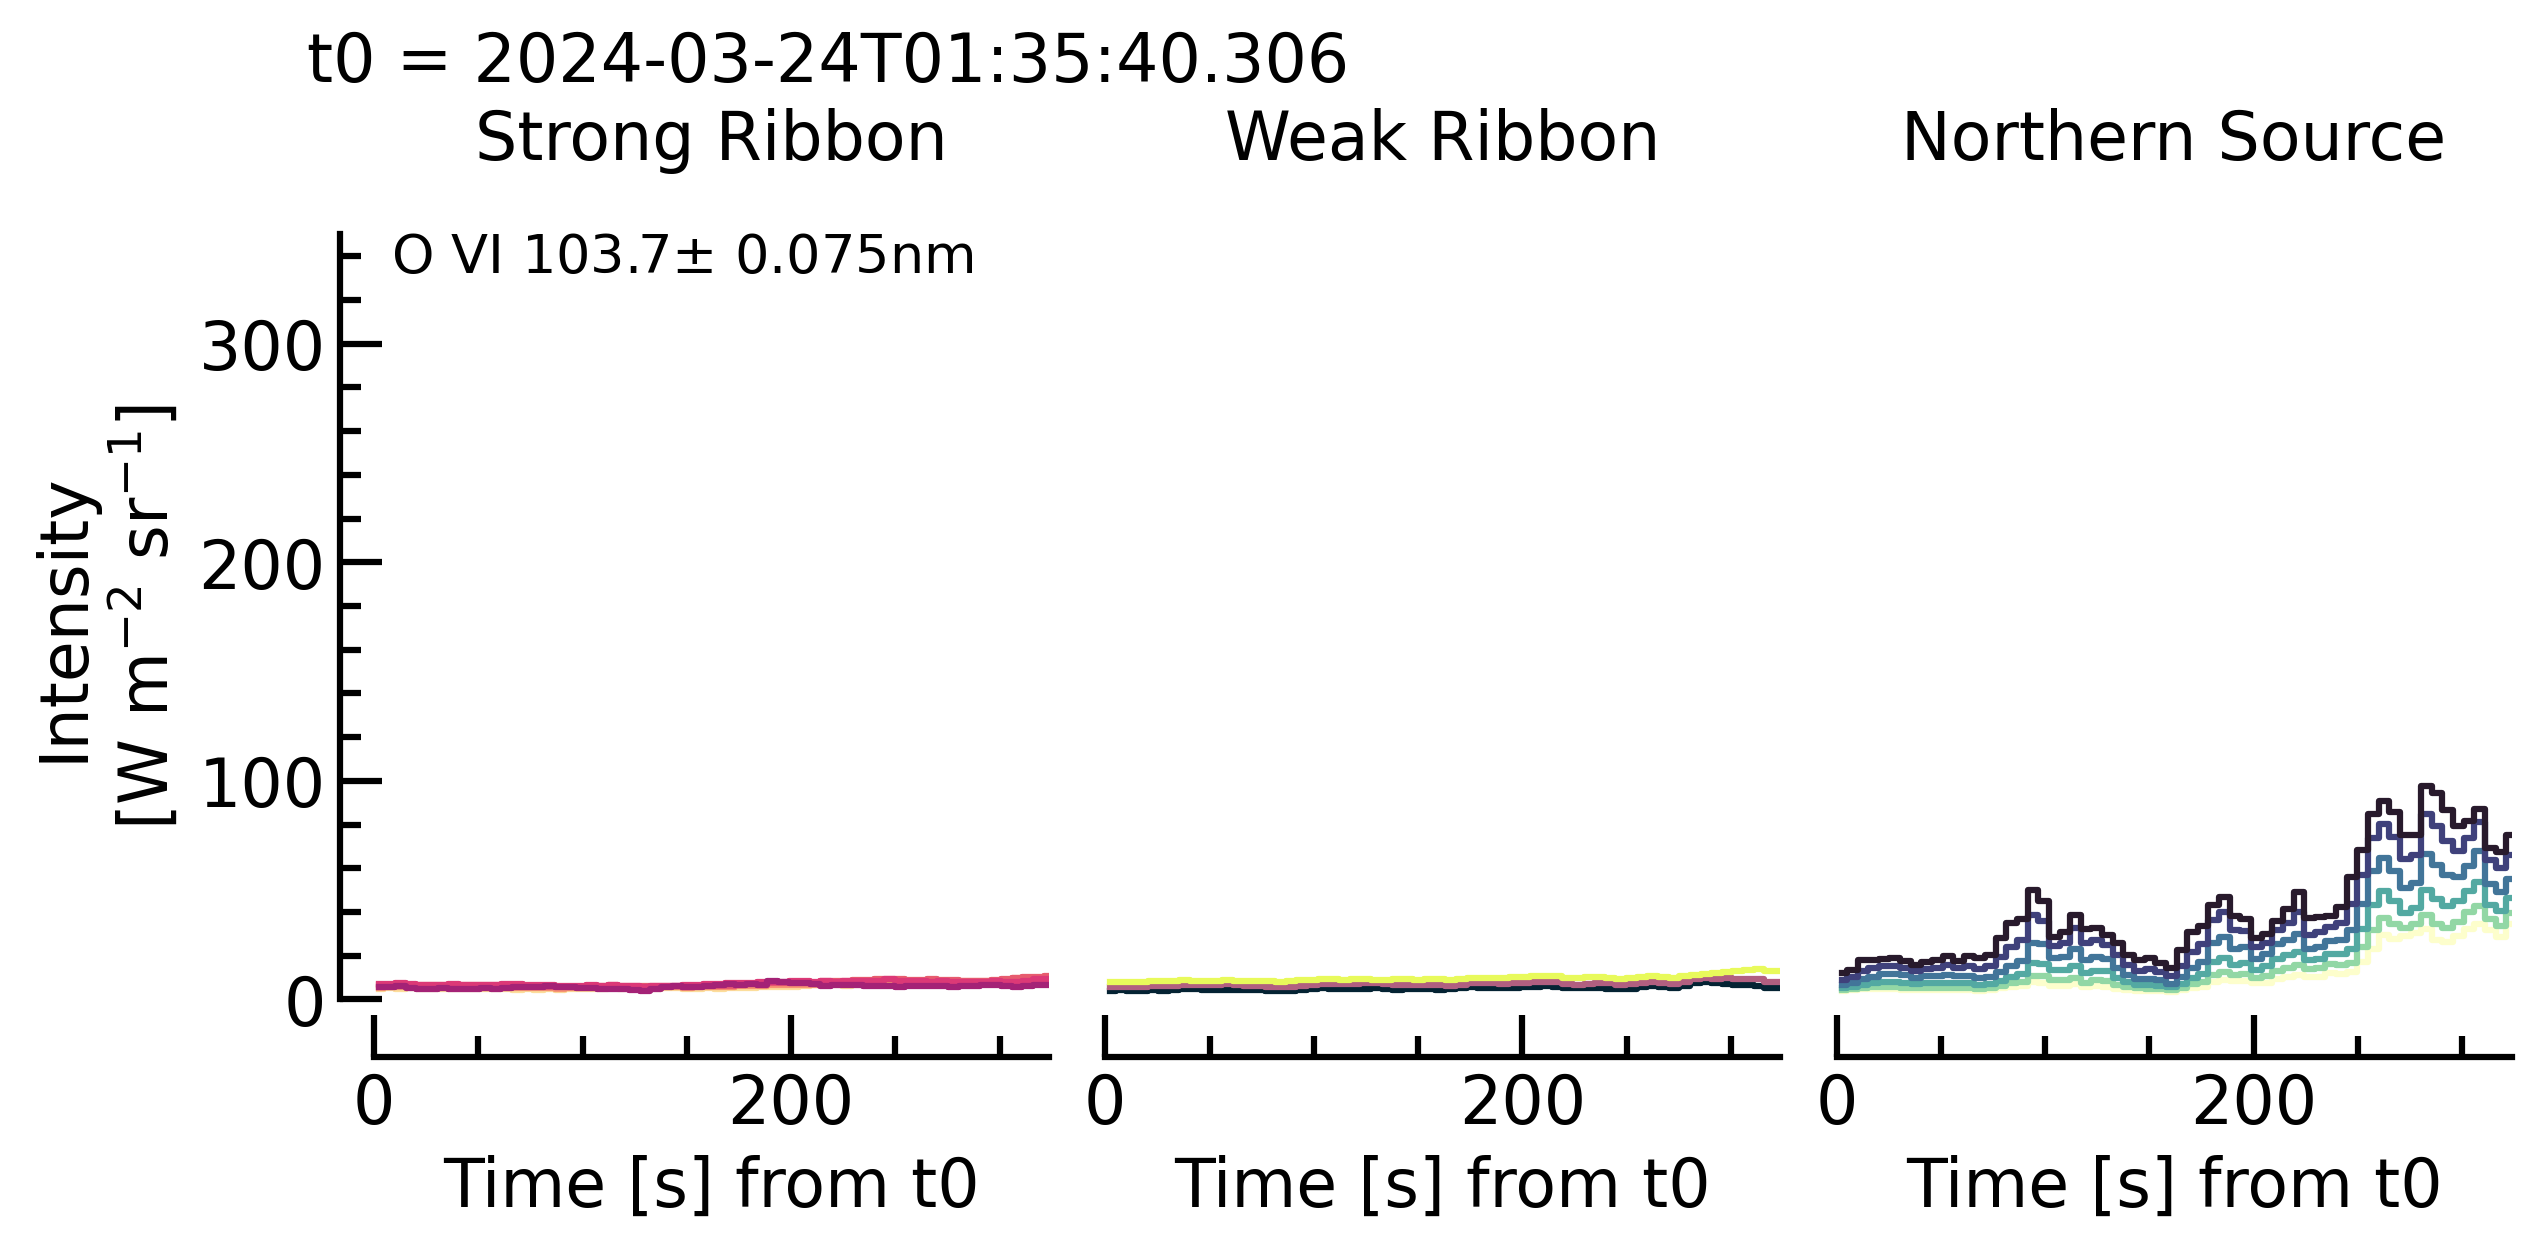 t0 = 2024-03-24T01:35:40.306
Strong Ribbon
Weak Ribbon
Northern Source
O VI 103.7± 0.075nm
Intensity
[W m⁻² sr⁻¹]
300
200
100
0
0
200
0
200
0
200
Time [s] from t0
Time [s] from t0
Time [s] from t0